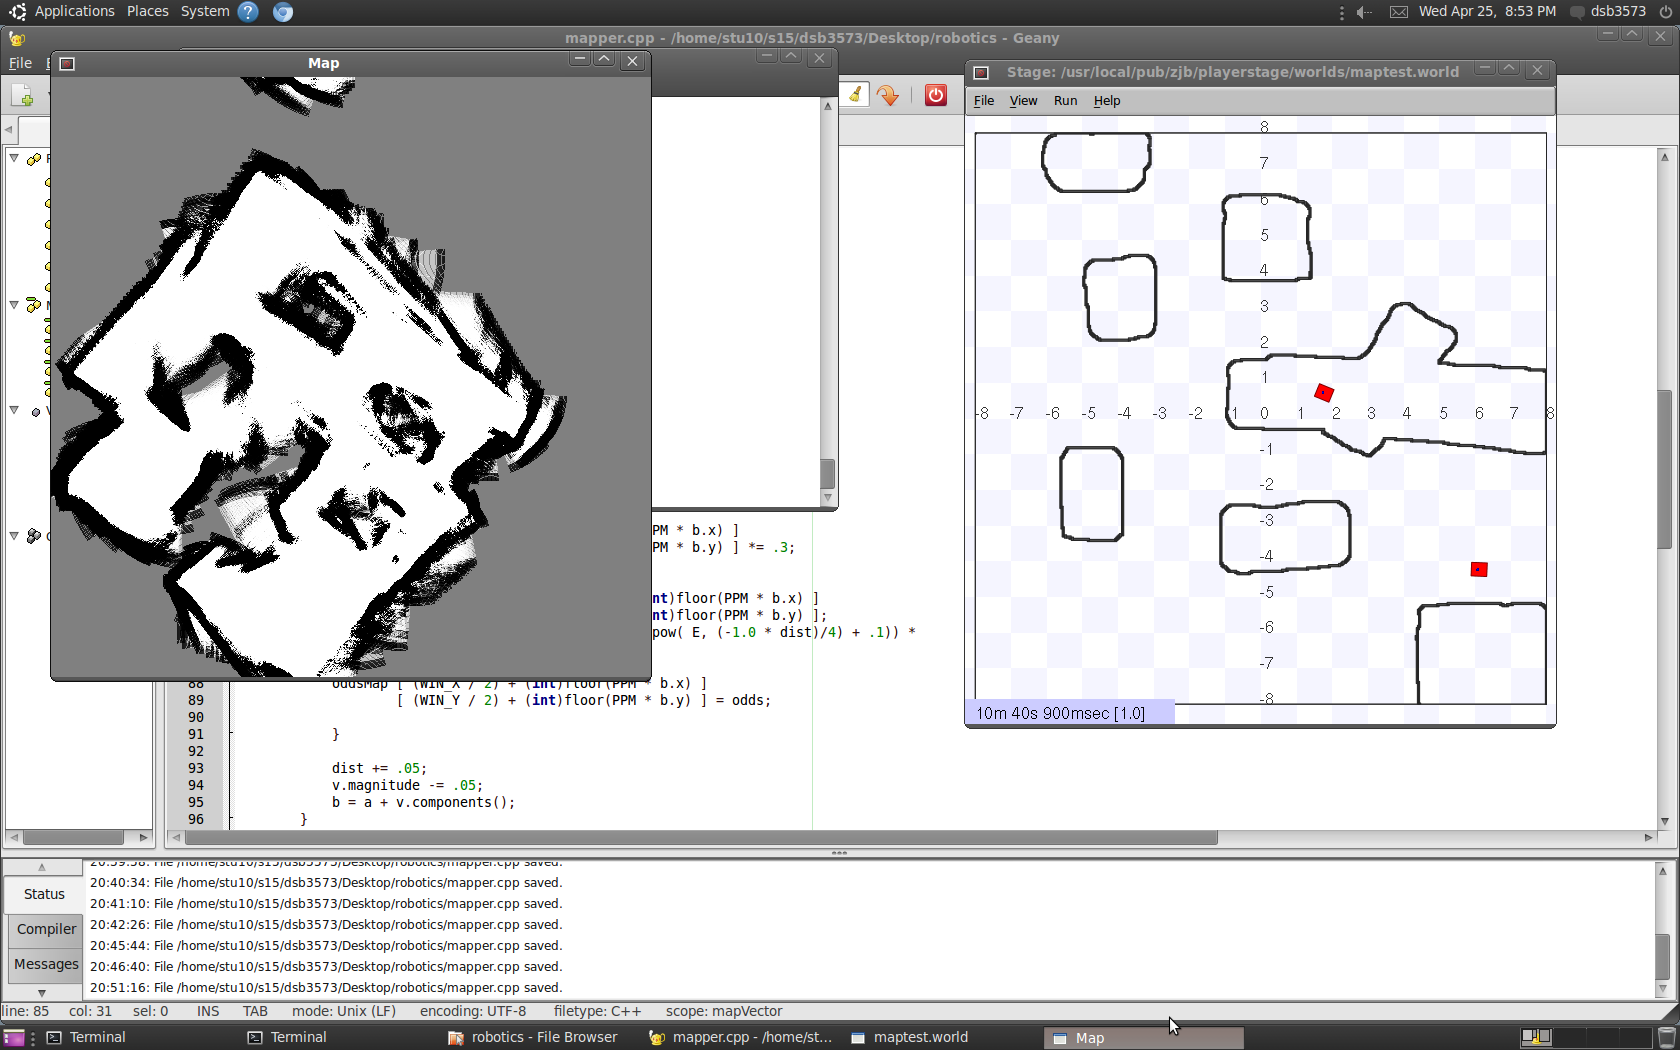 Applications Places System ?
Wed Apr 25, 8:53 PM dsb3573
mapper.cpp - /home/stu10/s15/dsb3573/Desktop/robotics - Geany
File
Map
Stage: /usr/local/pub/zjb/playerstage/worlds/maptest.world
File View Run Help
8
7
6
5
4
3
2
1
-8 -7 -6 -5 -4 -3 -2 1 0 1 2 3 4 5 6 7 8
-1
-2
-3
-4
-5
-6
-7
-8
10m 40s 900msec [1.0]
PM * b.x) ]
PM * b.y) ] *= .3;
nt)floor(PPM * b.x) ]
nt)floor(PPM * b.y) ];
pow( E, (-1.0 * dist)/4) + .1)) *
88 oddsMap [ (WIN_X / 2) + (int)floor(PPM * b.x) ]
89 [ (WIN_Y / 2) + (int)floor(PPM * b.y) ] = odds;
90
91 }
92
93 dist += .05;
94 v.magnitude -= .05;
95 b = a + v.components();
96 }
Status
Compiler
Messages
20:39:38: File /home/stu10/s15/dsb3573/Desktop/robotics/mapper.cpp saved.
20:40:34: File /home/stu10/s15/dsb3573/Desktop/robotics/mapper.cpp saved.
20:41:10: File /home/stu10/s15/dsb3573/Desktop/robotics/mapper.cpp saved.
20:42:26: File /home/stu10/s15/dsb3573/Desktop/robotics/mapper.cpp saved.
20:45:44: File /home/stu10/s15/dsb3573/Desktop/robotics/mapper.cpp saved.
20:46:40: File /home/stu10/s15/dsb3573/Desktop/robotics/mapper.cpp saved.
20:51:16: File /home/stu10/s15/dsb3573/Desktop/robotics/mapper.cpp saved.
line: 85 col: 31 sel: 0 INS TAB mode: Unix (LF) encoding: UTF-8 filetype: C++ scope: mapVector
Terminal Terminal robotics - File Browser mapper.cpp - /home/st... maptest.world Map